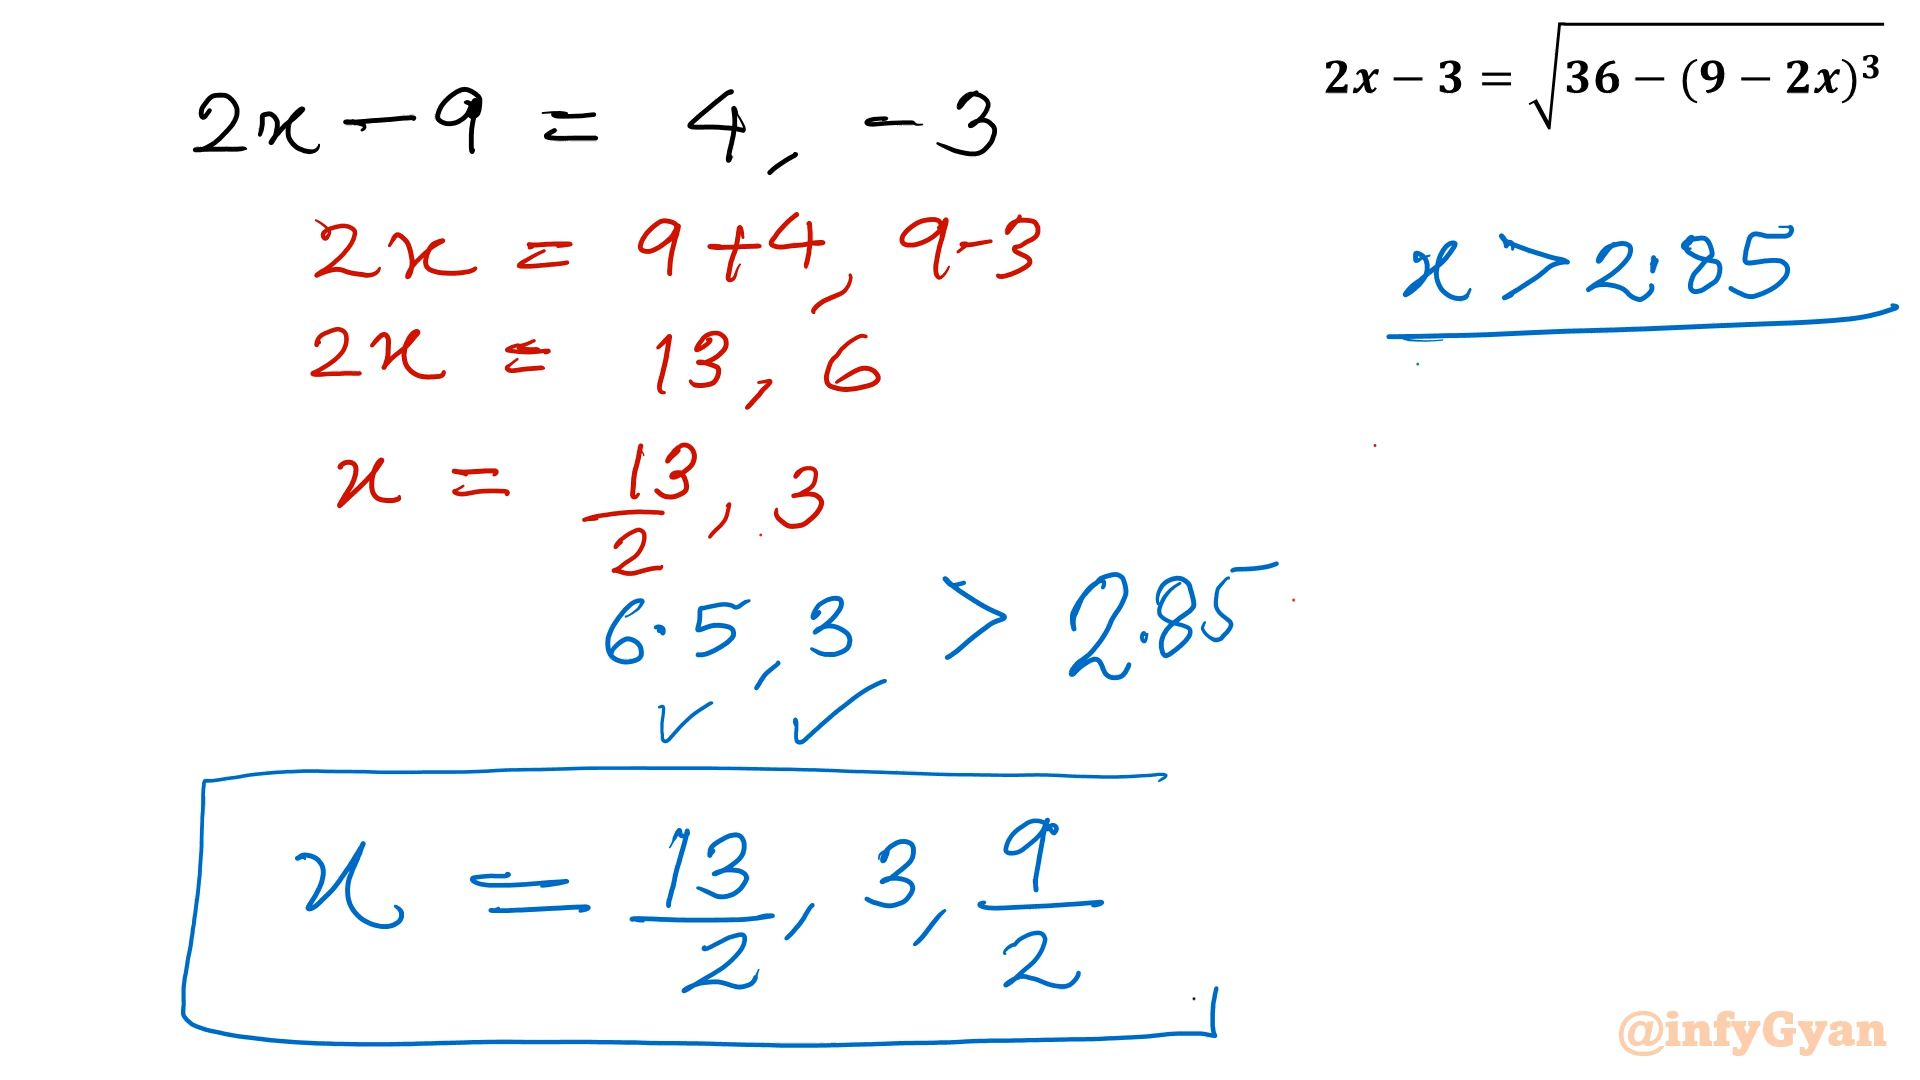 2x − 3 = √(36 − (9 − 2x)³)
2x − 9 = 4, −3
2x = 9+4, 9-3
x > 2.85
2x = 13, 6
x = 13/2, 3
6.5, 3 > 2.85
✓ ✓
x = 13/2, 3, 9/2
@infyGyan